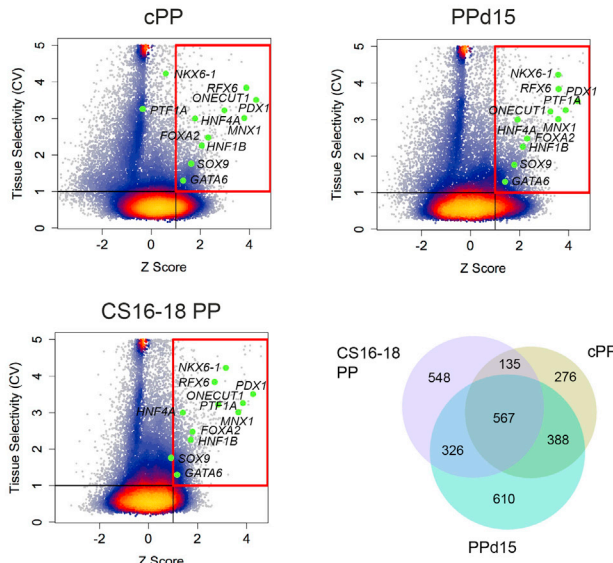 cPP
Tissue Selectivity (CV)
5
4
3
2
1
0
NKX6-1
RFX6
ONECUT1
PDX1
PTF1A
HNF4A
MNX1
FOXA2
HNF1B
SOX9
GATA6
-2
0
2
4
Z Score
PPd15
Tissue Selectivity (CV)
5
4
3
2
1
0
NKX6-1
RFX6
PDX1
PTF1A
ONECUT1
HNF4A
MNX1
FOXA2
HNF1B
SOX9
GATA6
-2
0
2
4
Z Score
CS16-18 PP
Tissue Selectivity (CV)
5
4
3
2
1
0
NKX6-1
RFX6
PDX1
ONECUT1
PTF1A
HNF4A
MNX1
FOXA2
HNF1B
SOX9
GATA6
-2
0
2
4
Z Score
CS16-18
PP
cPP
548
135
276
567
326
388
610
PPd15